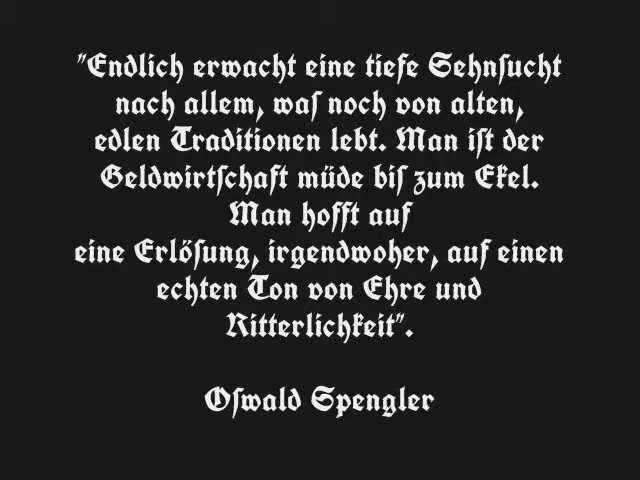 "Endlich erwacht eine tiefe Sehnſucht
nach allem, waſ noch von alten,
edlen Traditionen lebt. Man iſt der
Geldwirtſchaft müde biſ zum Ekel.
Man hofft auf
eine Erlöſung, irgendwoher, auf einen
echten Ton von Ehre und
Ritterlichkeit".
Oſwald Spengler